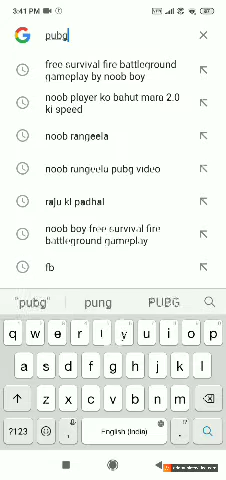 3:41 PM
pubg
free survival fire battleground
gameplay by noob boy
noob player ko bahut mara 2.0
ki speed
noob rangeela
noob rangeelu pubg video
raju ki padhai
noob boy free survival fire
battleground gameplay
fb
"pubg" pung PUBG
q w e r t y u i o p
a s d f g h j k l
z x c v b n m
?123 , English (India) .